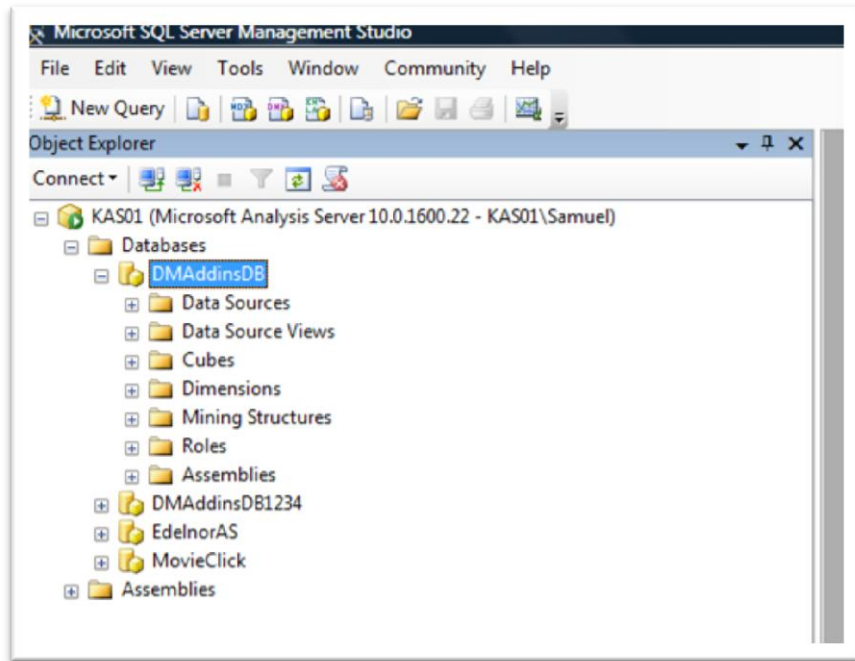 Microsoft SQL Server Management Studio
File Edit View Tools Window Community Help
New Query
Object Explorer
Connect
KAS01 (Microsoft Analysis Server 10.0.1600.22 - KAS01\Samuel)
Databases
DMAddinsDB
Data Sources
Data Source Views
Cubes
Dimensions
Mining Structures
Roles
Assemblies
DMAddinsDB1234
EdelnorAS
MovieClick
Assemblies